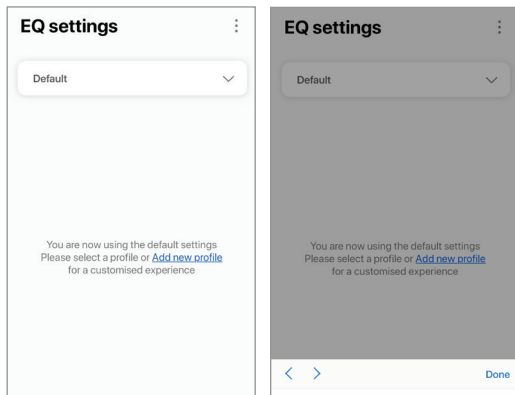 EQ settings
Default
You are now using the default settings
Please select a profile or Add new profile
for a customised experience
EQ settings
Default
You are now using the default settings
Please select a profile or Add new profile
for a customised experience
Done